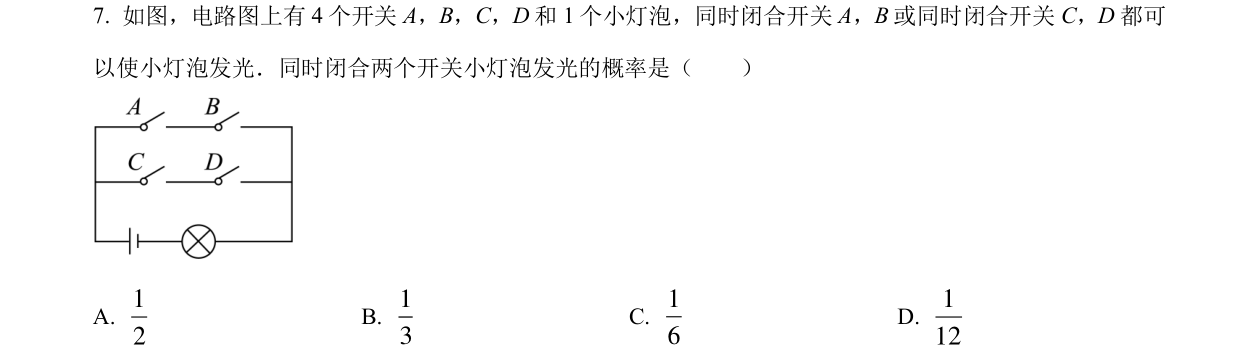 7. 如图，电路图上有 4 个开关 A，B，C，D 和 1 个小灯泡，同时闭合开关 A，B 或同时闭合开关 C，D 都可
以使小灯泡发光．同时闭合两个开关小灯泡发光的概率是（　　）
A B
C D
A. 1/2 B. 1/3 C. 1/6 D. 1/12